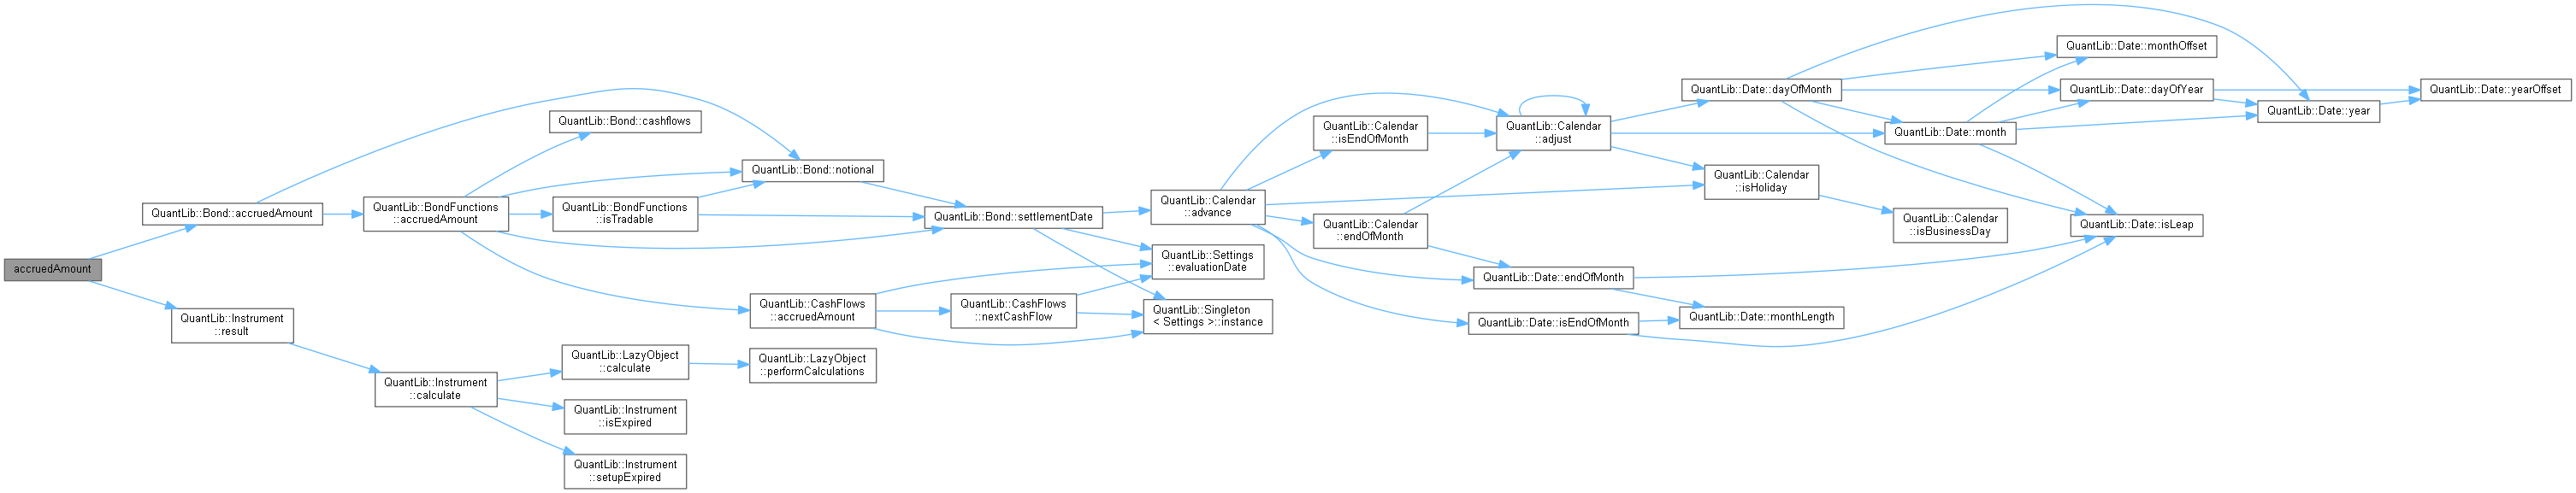 accruedAmount
QuantLib::Bond::accruedAmount
QuantLib::Instrument
::result
QuantLib::BondFunctions
::accruedAmount
QuantLib::Instrument
::calculate
QuantLib::Bond::cashflows
QuantLib::BondFunctions
::isTradable
QuantLib::LazyObject
::calculate
QuantLib::Instrument
::isExpired
QuantLib::Instrument
::setupExpired
QuantLib::Bond::notional
QuantLib::CashFlows
::accruedAmount
QuantLib::LazyObject
::performCalculations
QuantLib::Bond::settlementDate
QuantLib::CashFlows
::nextCashFlow
QuantLib::Calendar
::advance
QuantLib::Settings
::evaluationDate
QuantLib::Singleton
< Settings >::instance
QuantLib::Calendar
::isEndOfMonth
QuantLib::Calendar
::endOfMonth
QuantLib::Calendar
::adjust
QuantLib::Date::endOfMonth
QuantLib::Date::isEndOfMonth
QuantLib::Date::dayOfMonth
QuantLib::Calendar
::isHoliday
QuantLib::Date::monthLength
QuantLib::Date::month
QuantLib::Calendar
::isBusinessDay
QuantLib::Date::monthOffset
QuantLib::Date::dayOfYear
QuantLib::Date::isLeap
QuantLib::Date::year
QuantLib::Date::yearOffset